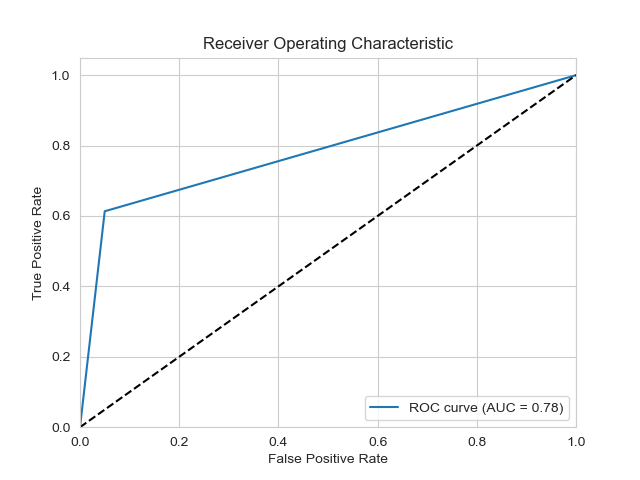 Receiver Operating Characteristic
1.0
0.8
0.6
0.4
0.2
0.0
True Positive Rate
ROC curve (AUC = 0.78)
0.0 0.2 0.4 0.6 0.8 1.0
False Positive Rate